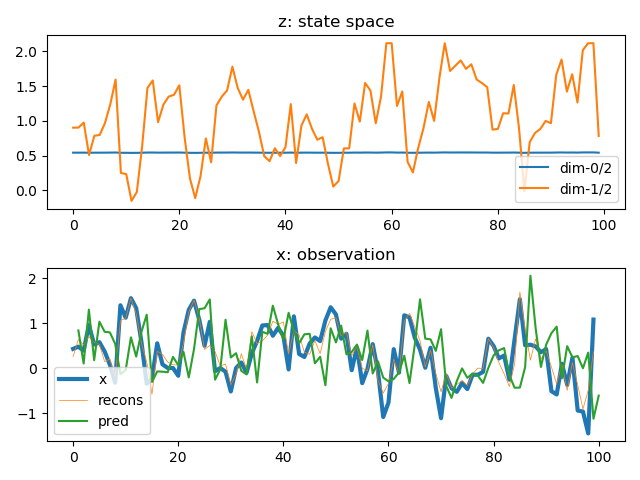 z: state space
2.0
1.5
1.0
0.5
0.0
dim-0/2
dim-1/2
0 20 40 60 80 100
x: observation
2
1
0
−1
x
recons
pred
0 20 40 60 80 100